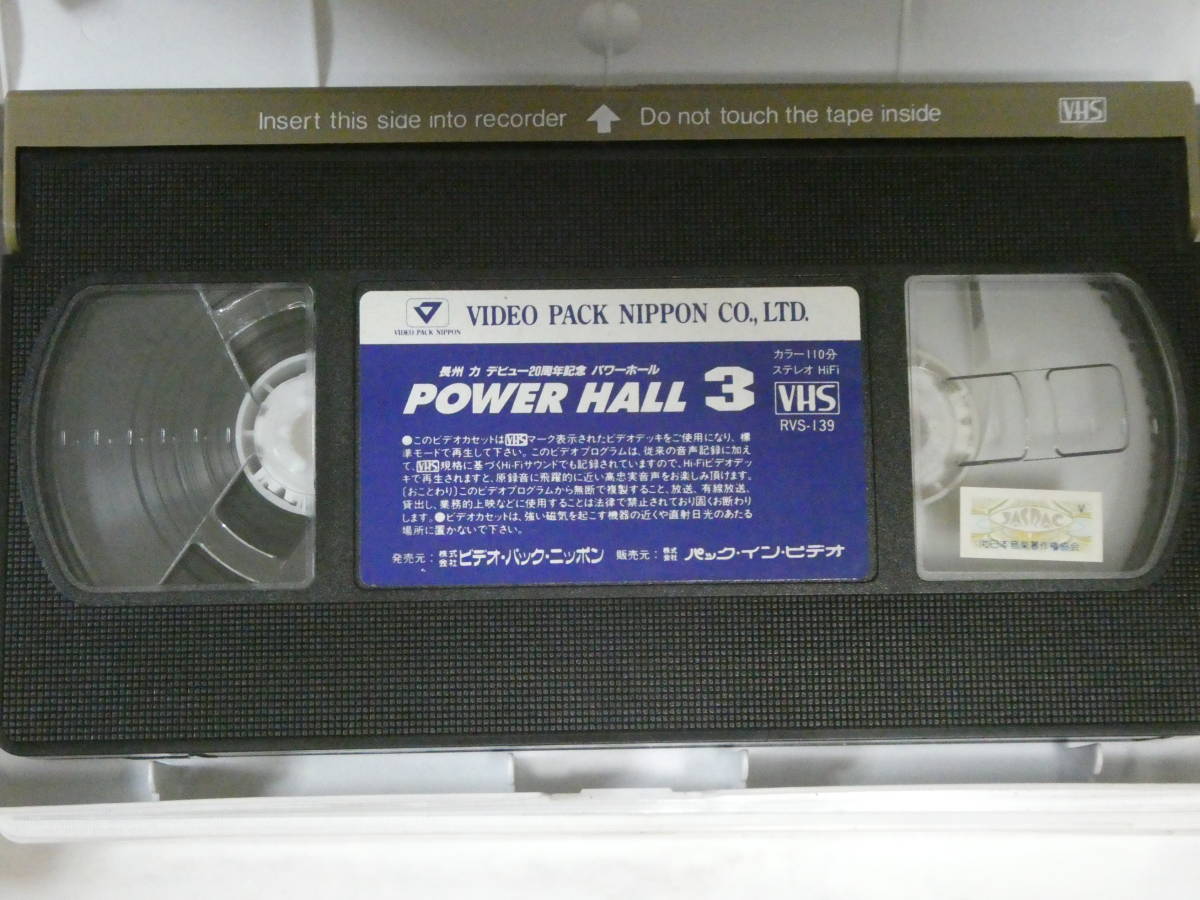 Insert this side into recorder
Do not touch the tape inside
VHS
VIDEO PACK NIPPON
VIDEO PACK NIPPON CO., LTD.
長州 力 デビュー20周年記念 パワーホール
POWER HALL 3
カラー110分
ステレオ HiFi
VHS
RVS-139
●このビデオカセットはVHSマーク表示されたビデオデッキをご使用になり、標
準モードで再生して下さい。このビデオプログラムは、従来の音声記録に加え
て、VHS規格に基づくHi-Fiサウンドでも記録されていますので、Hi-Fiビデオデッ
キで再生されますと、原録音に飛躍的に近い高忠実音声をお楽しみ頂けます。
(おことわり)このビデオプログラムから無断で複製すること、放送、有線放送、
貸出し、業務的上映などに使用することは法律で禁止されており固くお断わり
します。●ビデオカセットは、強い磁気を起こす機器の近くや直射日光のあたる
場所に置かないで下さい。
発売元:株式会社ビデオ・パック・ニッポン 販売元:株式会社パック・イン・ビデオ
JASRAC